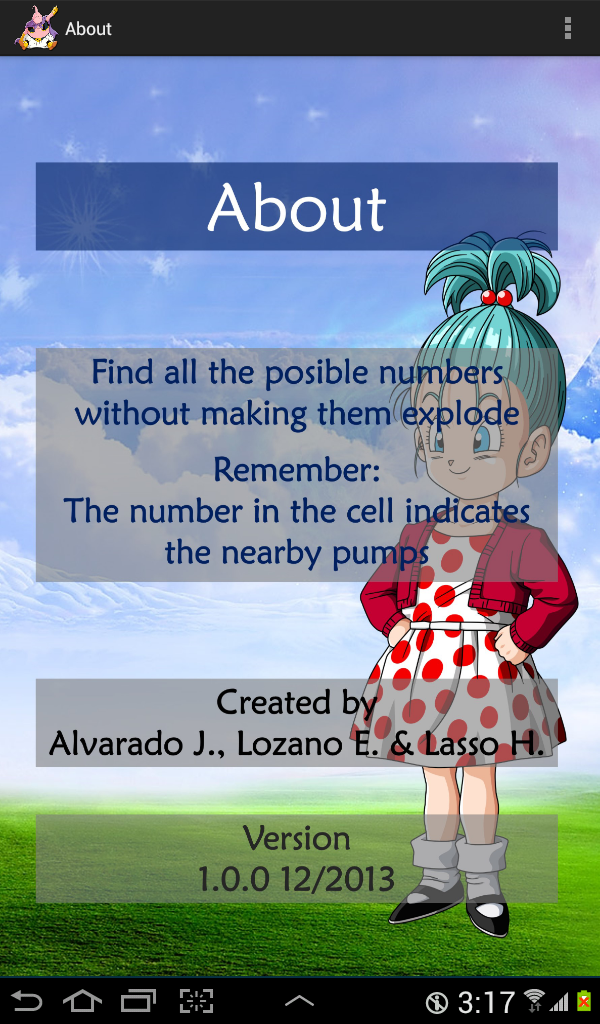 About
About
Find all the posible numbers
without making them explode
Remember:
The number in the cell indicates
the nearby pumps
Created by
Alvarado J., Lozano E. & Lasso H.
Version
1.0.0 12/2013
3:17